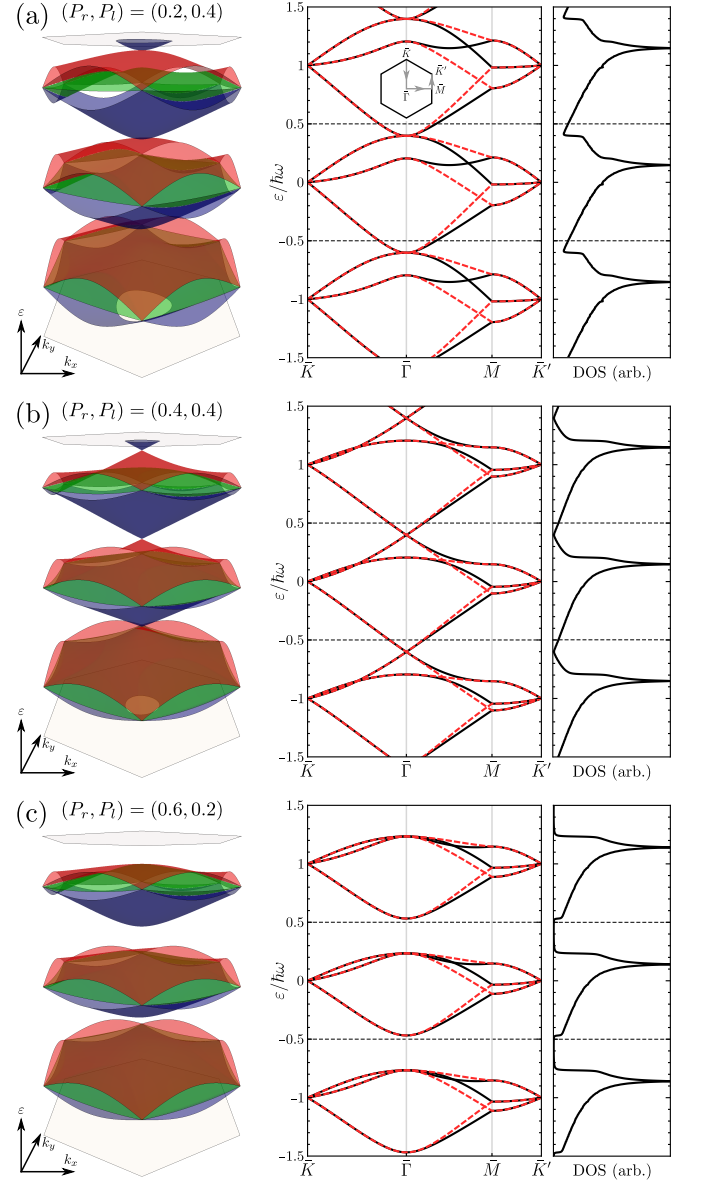 (a) (P_r, P_l) = (0.2, 0.4)
ε
k_y
k_x
ε/ħω
1.5
1
0.5
0
−0.5
−1
−1.5
K̄
K̄′
Γ̄
M̄
K̄ Γ̄ M̄ K̄′
DOS (arb.)
(b) (P_r, P_l) = (0.4, 0.4)
ε
k_y
k_x
ε/ħω
1.5
1
0.5
0
−0.5
−1
−1.5
K̄ Γ̄ M̄ K̄′
DOS (arb.)
(c) (P_r, P_l) = (0.6, 0.2)
ε
k_y
k_x
ε/ħω
1.5
1
0.5
0
−0.5
−1
−1.5
K̄ Γ̄ M̄ K̄′
DOS (arb.)